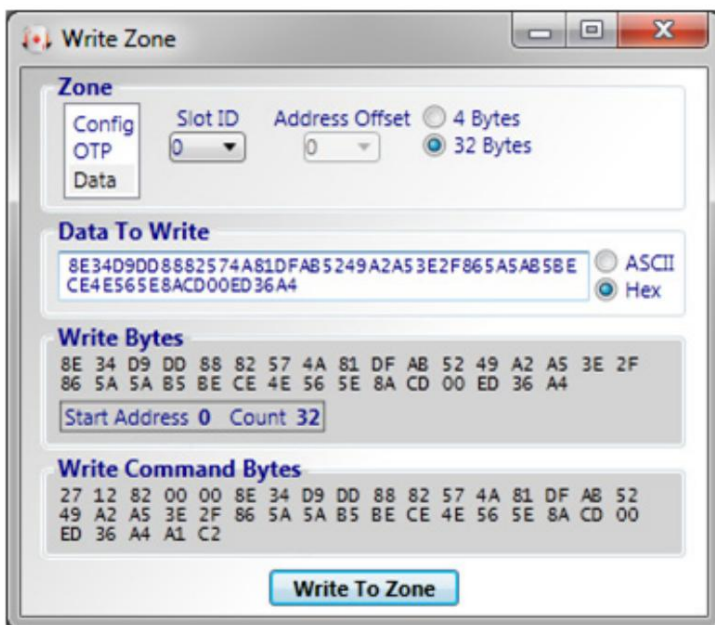 Write Zone
Zone
Config
OTP
Data
Slot ID
0
Address Offset
0
4 Bytes
32 Bytes
Data To Write
8E34D9DD8882574A81DFAB5249A2A53E2F865A5AB5BE
CE4E565E8ACD00ED36A4
ASCII
Hex
Write Bytes
8E 34 D9 DD 88 82 57 4A 81 DF AB 52 49 A2 A5 3E 2F
86 5A 5A B5 BE CE 4E 56 5E 8A CD 00 ED 36 A4
Start Address 0 Count 32
Write Command Bytes
27 12 82 00 00 8E 34 D9 DD 88 82 57 4A 81 DF AB 52
49 A2 A5 3E 2F 86 5A 5A B5 BE CE 4E 56 5E 8A CD 00
ED 36 A4 A1 C2
Write To Zone